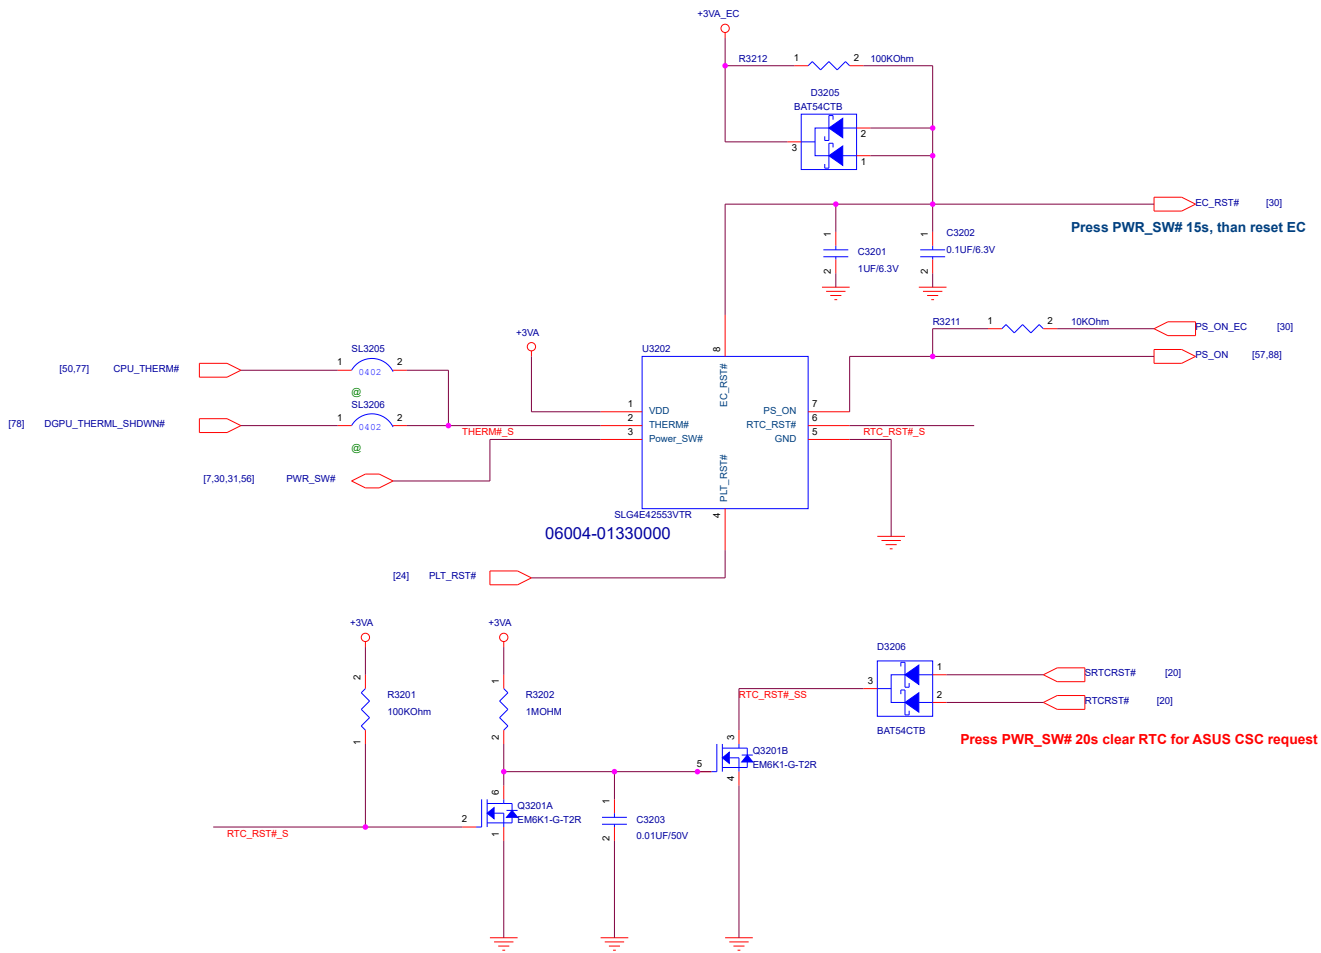 +3VA_EC
R3212 1 2 100KOhm
D3205
BAT54CTB
3 2
1
EC_RST# [30]
Press PWR_SW# 15s, than reset EC
1 C3201
2 1UF/6.3V
1 C3202
2 0.1UF/6.3V
R3211 1 2 10KOhm PS_ON_EC [30]
PS_ON [57,88]
+3VA
SL3205
[50,77] CPU_THERM# 1 2
0402
@
SL3206
[78] DGPU_THERML_SHDWN# 1 2
0402
@
THERM#_S
[7,30,31,56] PWR_SW#
U3202
8
EC_RST#
1 VDD PS_ON 7
2 THERM# RTC_RST# 6
3 Power_SW# GND 5
RTC_RST#_S
PLT_RST#
4
SLG4E42553VTR
06004-01330000
[24] PLT_RST#
+3VA
2
R3201
100KOhm
1
+3VA
1
R3202
1MOHM
2
RTC_RST#_S
2
6
Q3201A
EM6K1-G-T2R
1
1
C3203
2
0.01UF/50V
5
3
Q3201B
EM6K1-G-T2R
4
RTC_RST#_SS
D3206
3 1
2
BAT54CTB
SRTCRST# [20]
RTCRST# [20]
Press PWR_SW# 20s clear RTC for ASUS CSC request